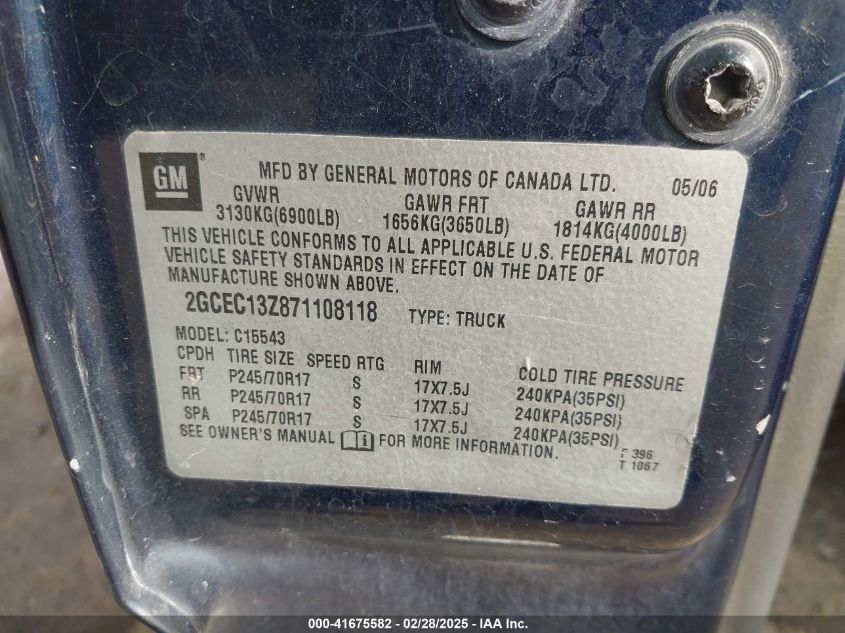 GM ® MFD BY GENERAL MOTORS OF CANADA LTD. 05/06
GVWR GAWR FRT GAWR RR
3130KG(6900LB) 1656KG(3650LB) 1814KG(4000LB)
THIS VEHICLE CONFORMS TO ALL APPLICABLE U.S. FEDERAL MOTOR
VEHICLE SAFETY STANDARDS IN EFFECT ON THE DATE OF
MANUFACTURE SHOWN ABOVE.
2GCEC13Z871108118 TYPE: TRUCK
MODEL: C15543
CPDH TIRE SIZE SPEED RTG RIM COLD TIRE PRESSURE
FRT P245/70R17 S 17X7.5J 240KPA(35PSI)
RR P245/70R17 S 17X7.5J 240KPA(35PSI)
SPA P245/70R17 S 17X7.5J 240KPA(35PSI)
SEE OWNER'S MANUAL FOR MORE INFORMATION.
F 396
T 1067
000-41675582 / 02/28/2025 - IAA Inc.